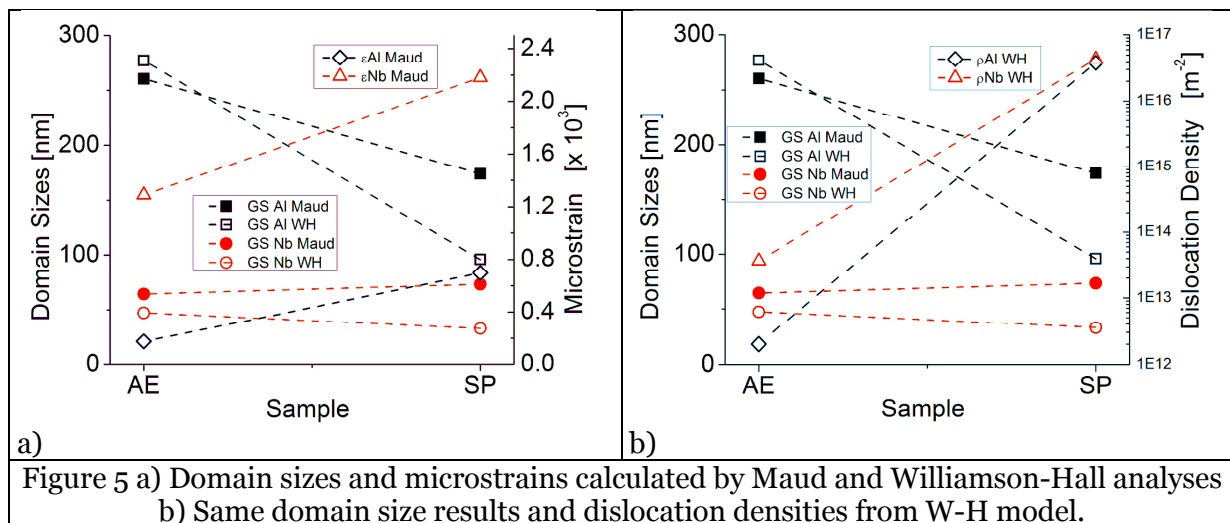 300
200
100
0
Domain Sizes [nm]
AE
SP
Sample
2.4
2.0
1.6
1.2
0.8
0.4
0.0
Microstrain [x 10³]
εAl Maud
εNb Maud
GS Al Maud
GS Al WH
GS Nb Maud
GS Nb WH
a)
300
200
100
0
Domain Sizes [nm]
AE
SP
Sample
1E17
1E16
1E15
1E14
1E13
1E12
Dislocation Density [m⁻²]
ρAl WH
ρNb WH
GS Al Maud
GS Al WH
GS Nb Maud
GS Nb WH
b)
Figure 5 a) Domain sizes and microstrains calculated by Maud and Williamson-Hall analyses
b) Same domain size results and dislocation densities from W-H model.